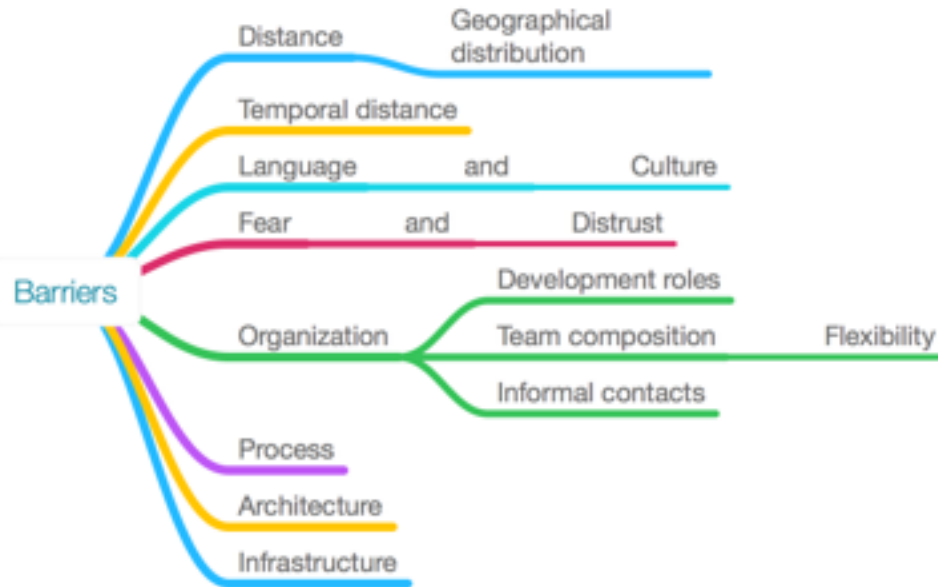 Distance
Geographical
distribution
Temporal distance
Language and Culture
Fear and Distrust
Barriers
Development roles
Organization
Team composition
Flexibility
Informal contacts
Process
Architecture
Infrastructure